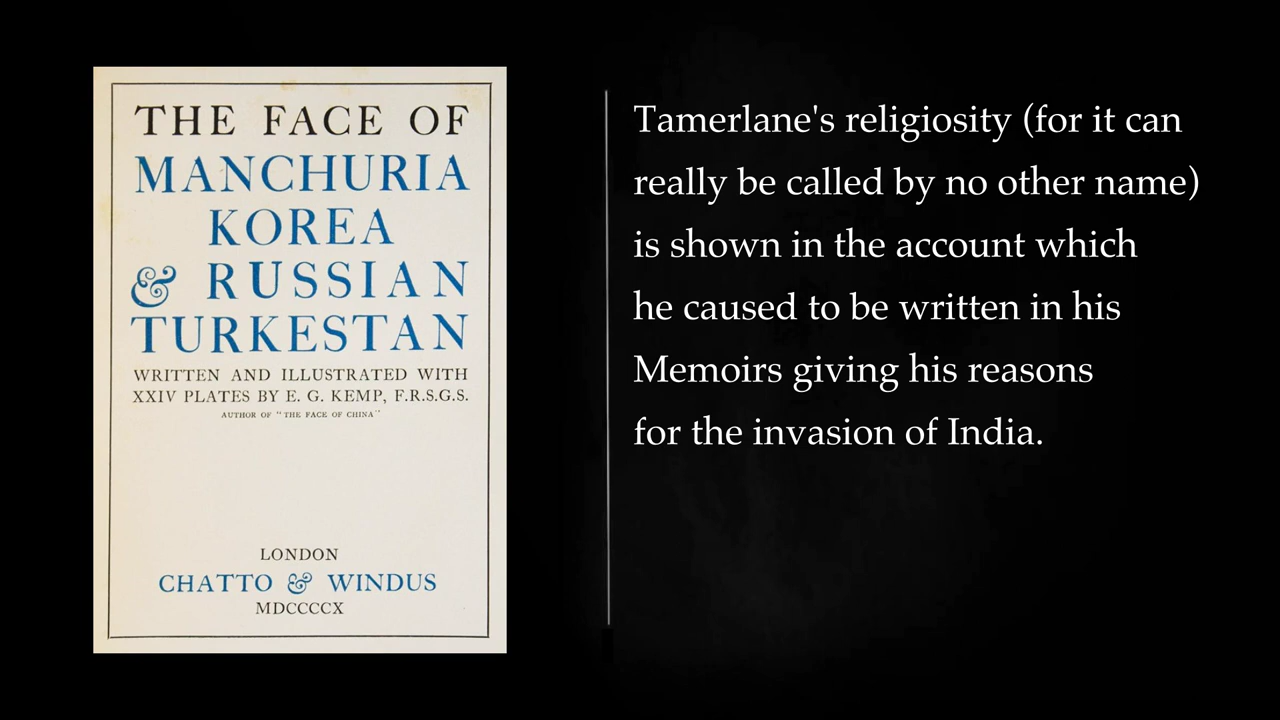 THE FACE OF
MANCHURIA
KOREA
& RUSSIAN
TURKESTAN
WRITTEN AND ILLUSTRATED WITH
XXIV PLATES BY E. G. KEMP, F.R.S.G.S.
AUTHOR OF "THE FACE OF CHINA"
LONDON
CHATTO & WINDUS
MDCCCCX
Tamerlane's religiosity (for it can
really be called by no other name)
is shown in the account which
he caused to be written in his
Memoirs giving his reasons
for the invasion of India.